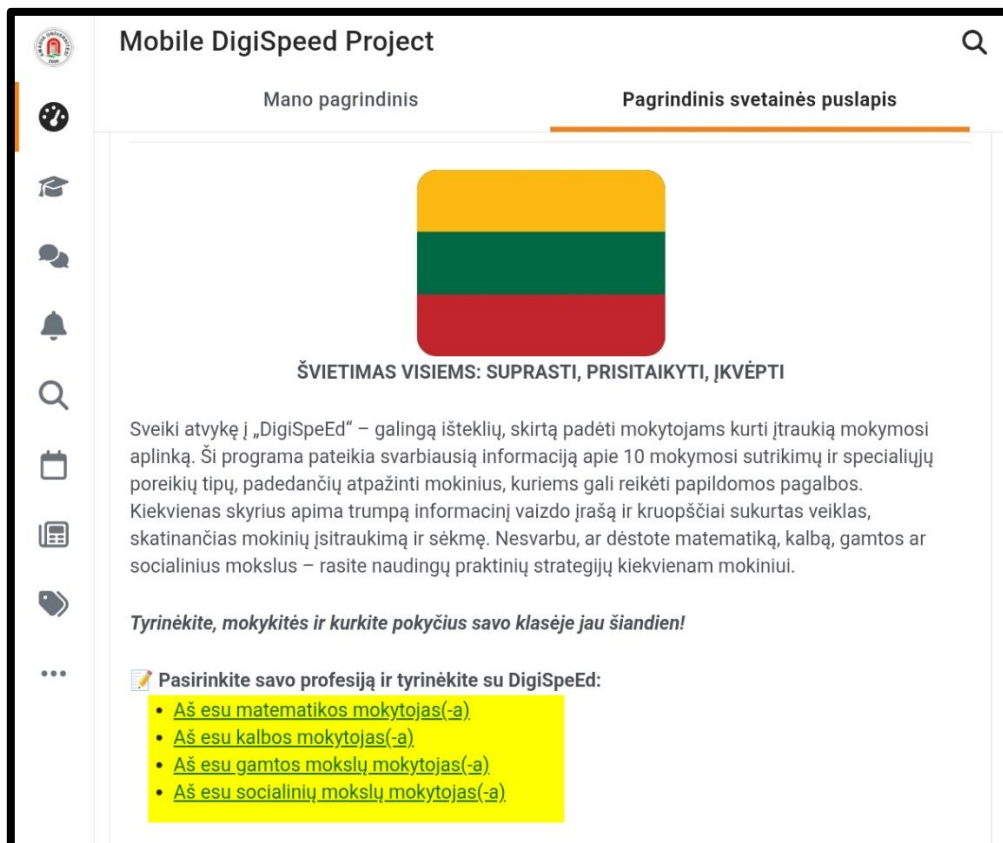 Mobile DigiSpeed Project
Mano pagrindinis
Pagrindinis svetainės puslapis
ŠVIETIMAS VISIEMS: SUPRASTI, PRISITAIKYTI, ĮKVĖPTI
Sveiki atvykę į „DigiSpeEd“ – galingą išteklių, skirtą padėti mokytojams kurti įtraukią mokymosi
aplinką. Ši programa pateikia svarbiausią informaciją apie 10 mokymosi sutrikimų ir specialiųjų
poreikių tipų, padedančių atpažinti mokinius, kuriems gali reikėti papildomos pagalbos.
Kiekvienas skyrius apima trumpą informacinį vaizdo įrašą ir kruopščiai sukurtas veiklas,
skatinančias mokinių įsitraukimą ir sėkmę. Nesvarbu, ar dėstote matematiką, kalbą, gamtos ar
socialinius mokslus – rasite naudingų praktinių strategijų kiekvienam mokiniui.
Tyrinėkite, mokykitės ir kurkite pokyčius savo klasėje jau šiandien!
📝 Pasirinkite savo profesiją ir tyrinėkite su DigiSpeEd:
• Aš esu matematikos mokytojas(-a)
• Aš esu kalbos mokytojas(-a)
• Aš esu gamtos mokslų mokytojas(-a)
• Aš esu socialinių mokslų mokytojas(-a)